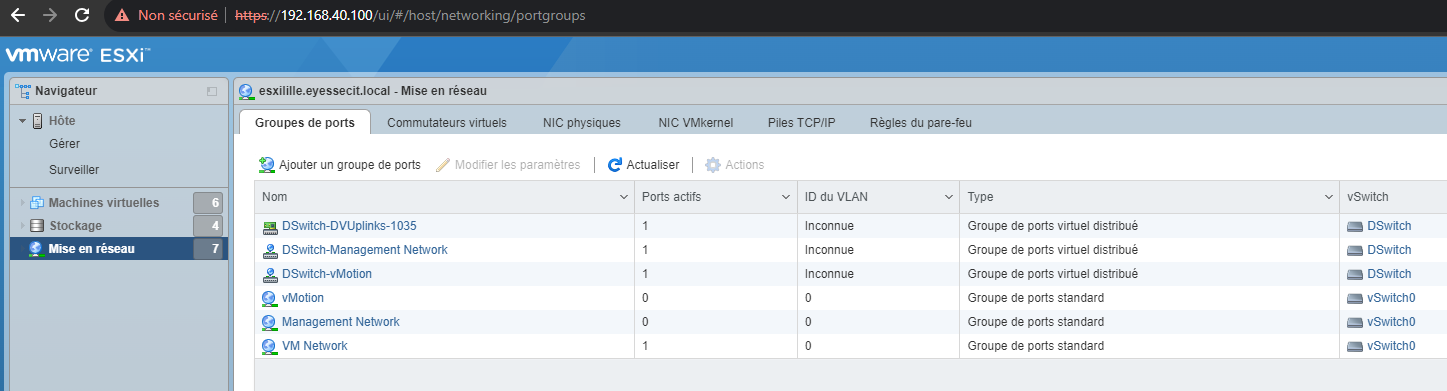 Non sécurisé | https://192.168.40.100/ui/#/host/networking/portgroups
vmware ESXi
Navigateur
Hôte
Gérer
Surveiller
Machines virtuelles 6
Stockage 4
Mise en réseau 7
esxilille.eyessecit.local - Mise en réseau
Groupes de ports Commutateurs virtuels NIC physiques NIC VMkernel Piles TCP/IP Règles du pare-feu
Ajouter un groupe de ports Modifier les paramètres | Actualiser | Actions
Nom Ports actifs ID du VLAN Type vSwitch
DSwitch-DVUplinks-1035 1 Inconnue Groupe de ports virtuel distribué DSwitch
DSwitch-Management Network 1 Inconnue Groupe de ports virtuel distribué DSwitch
DSwitch-vMotion 1 Inconnue Groupe de ports virtuel distribué DSwitch
vMotion 0 0 Groupe de ports standard vSwitch0
Management Network 0 0 Groupe de ports standard vSwitch0
VM Network 1 0 Groupe de ports standard vSwitch0